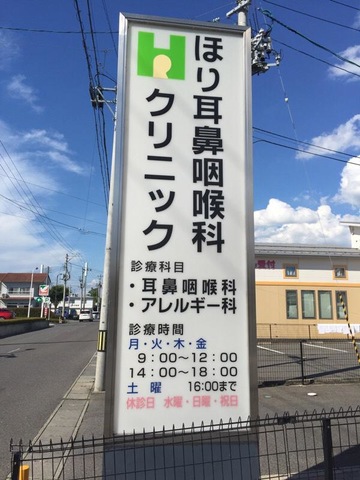 ほり耳鼻咽喉科
クリニック
診療科目
・耳鼻咽喉科
・アレルギー科
診療時間
月・火・木・金
9:00〜12:00
14:00〜18:00
土 曜 16:00まで
休診日 水曜・日曜・祝日
受付